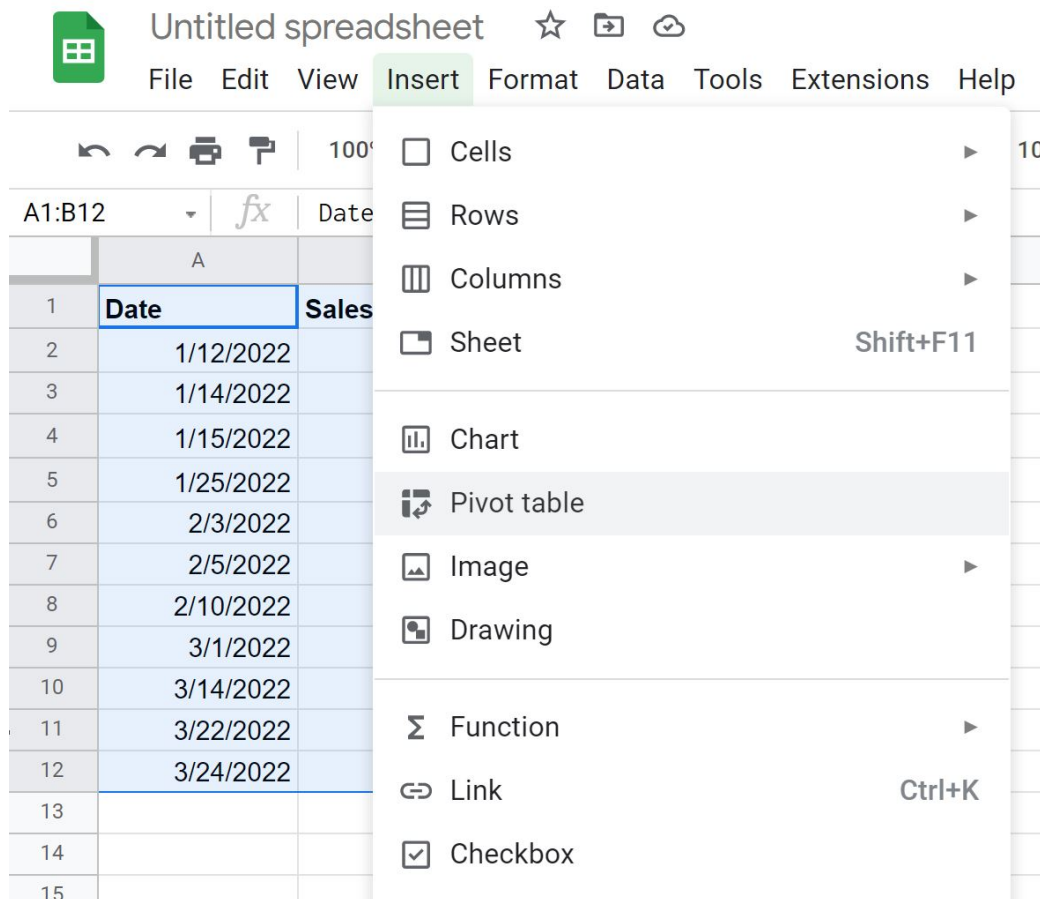 Untitled spreadsheet
File Edit View Insert Format Data Tools Extensions Help
100% 10
A1:B12 fx Date
A
1 Date Sales
2 1/12/2022
3 1/14/2022
4 1/15/2022
5 1/25/2022
6 2/3/2022
7 2/5/2022
8 2/10/2022
9 3/1/2022
10 3/14/2022
11 3/22/2022
12 3/24/2022
13
14
15
Cells
Rows
Columns
Sheet Shift+F11
Chart
Pivot table
Image
Drawing
Σ Function
Link Ctrl+K
Checkbox